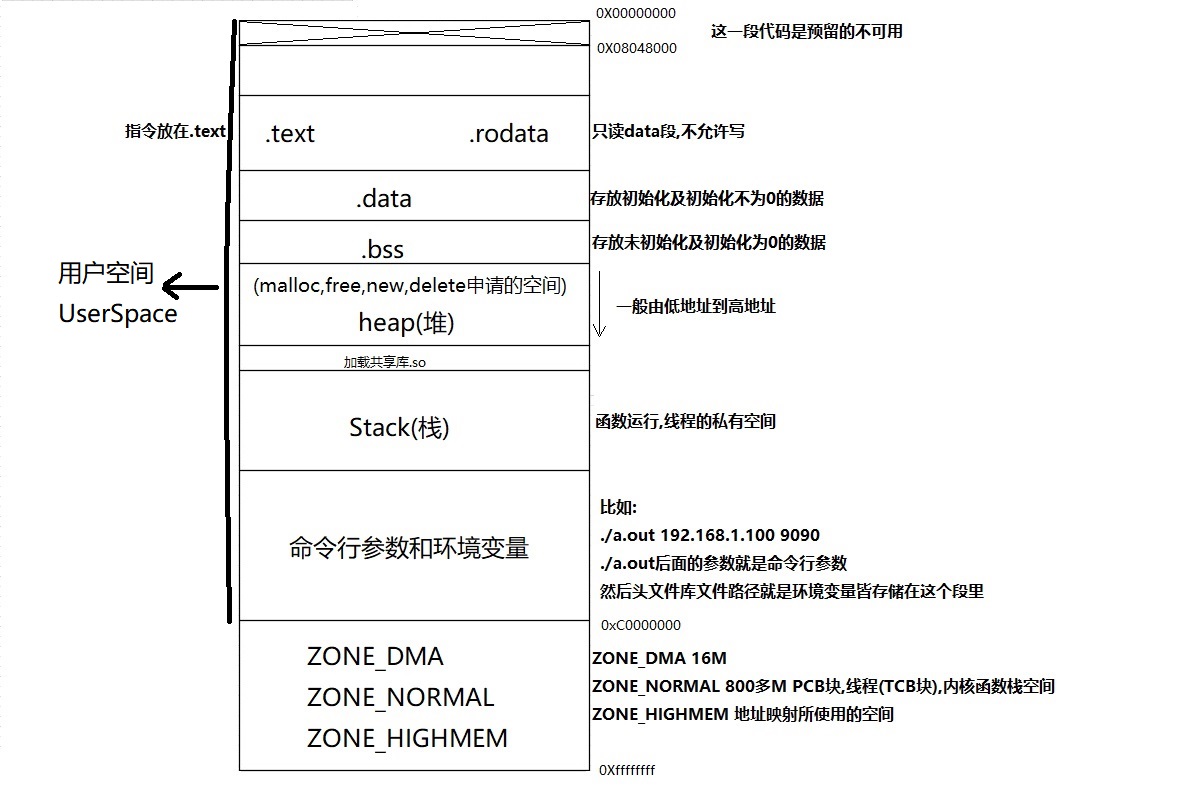 0X00000000
这一段代码是预留的不可用
0X08048000
指令放在.text
.text .rodata
只读data段,不允许写
.data
存放初始化及初始化不为0的数据
.bss
存放未初始化及初始化为0的数据
用户空间
UserSpace
(malloc,free,new,delete申请的空间)
heap(堆)
一般由低地址到高地址
加载共享库.so
Stack(栈)
函数运行,线程的私有空间
命令行参数和环境变量
比如:
./a.out 192.168.1.100 9090
./a.out后面的参数就是命令行参数
然后头文件库文件路径就是环境变量皆存储在这个段里
0xC0000000
ZONE_DMA
ZONE_NORMAL
ZONE_HIGHMEM
ZONE_DMA 16M
ZONE_NORMAL 800多M PCB块,线程(TCB块),内核函数栈空间
ZONE_HIGHMEM 地址映射所使用的空间
0Xffffffff